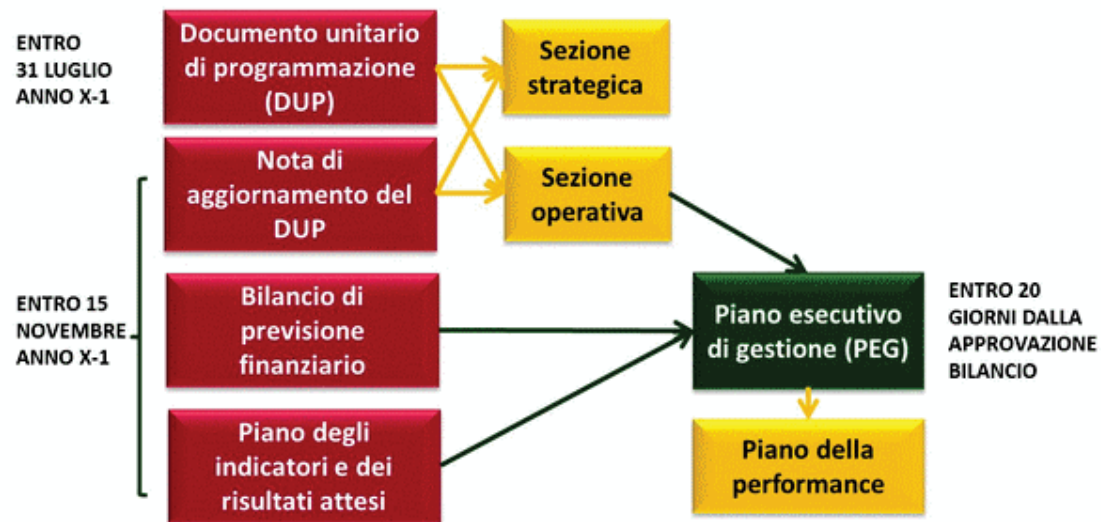 ENTRO
31 LUGLIO
ANNO X-1
Documento unitario
di programmazione
(DUP)
Sezione
strategica
Nota di
aggiornamento del
DUP
Sezione
operativa
ENTRO 15
NOVEMBRE
ANNO X-1
Bilancio di
previsione
finanziario
Piano esecutivo
di gestione (PEG)
ENTRO 20
GIORNI DALLA
APPROVAZIONE
BILANCIO
Piano degli
indicatori e dei
risultati attesi
Piano della
performance